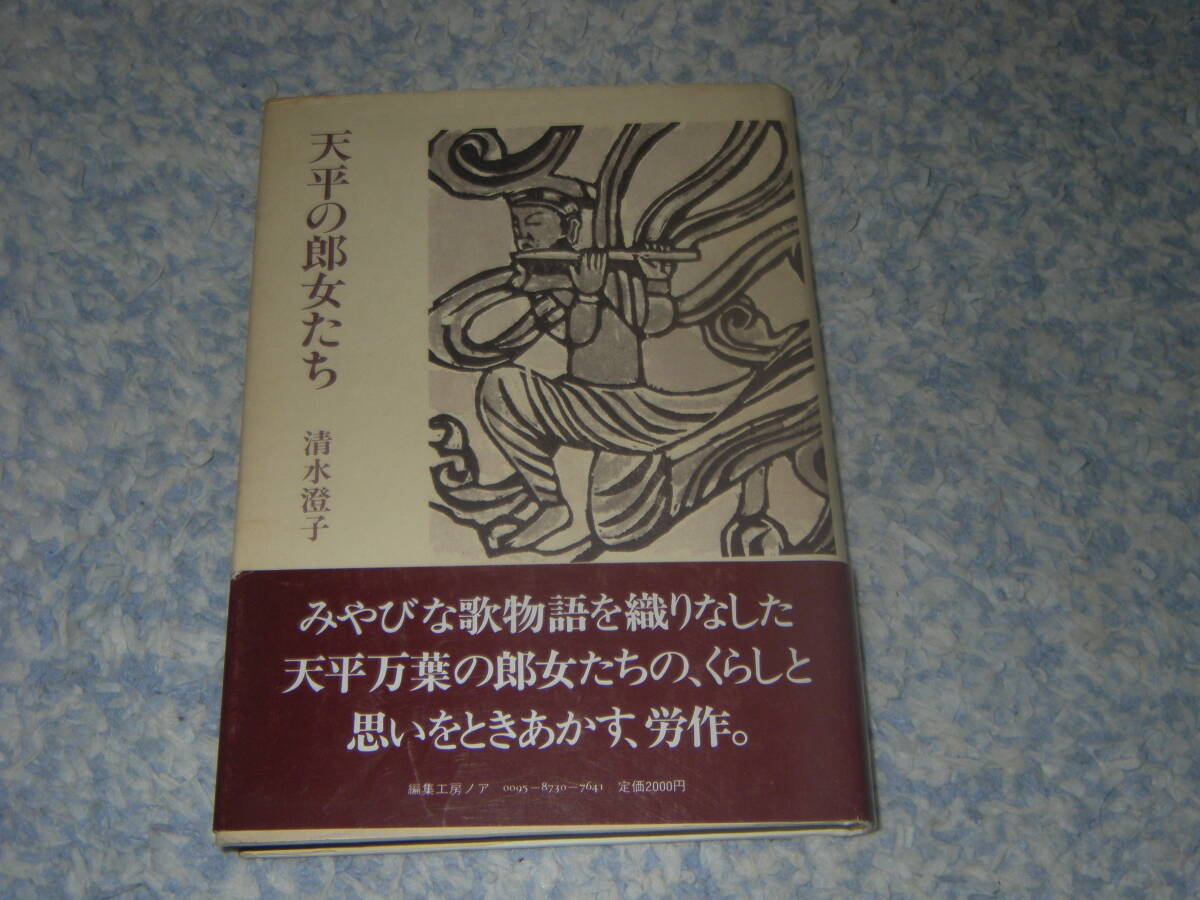 天平の郎女たち
清水澄子
みやびな歌物語を織りなした
天平万葉の郎女たちの、くらしと
思いをときあかす、労作。
編集工房ノア 0095-8730-7641 定価2000円